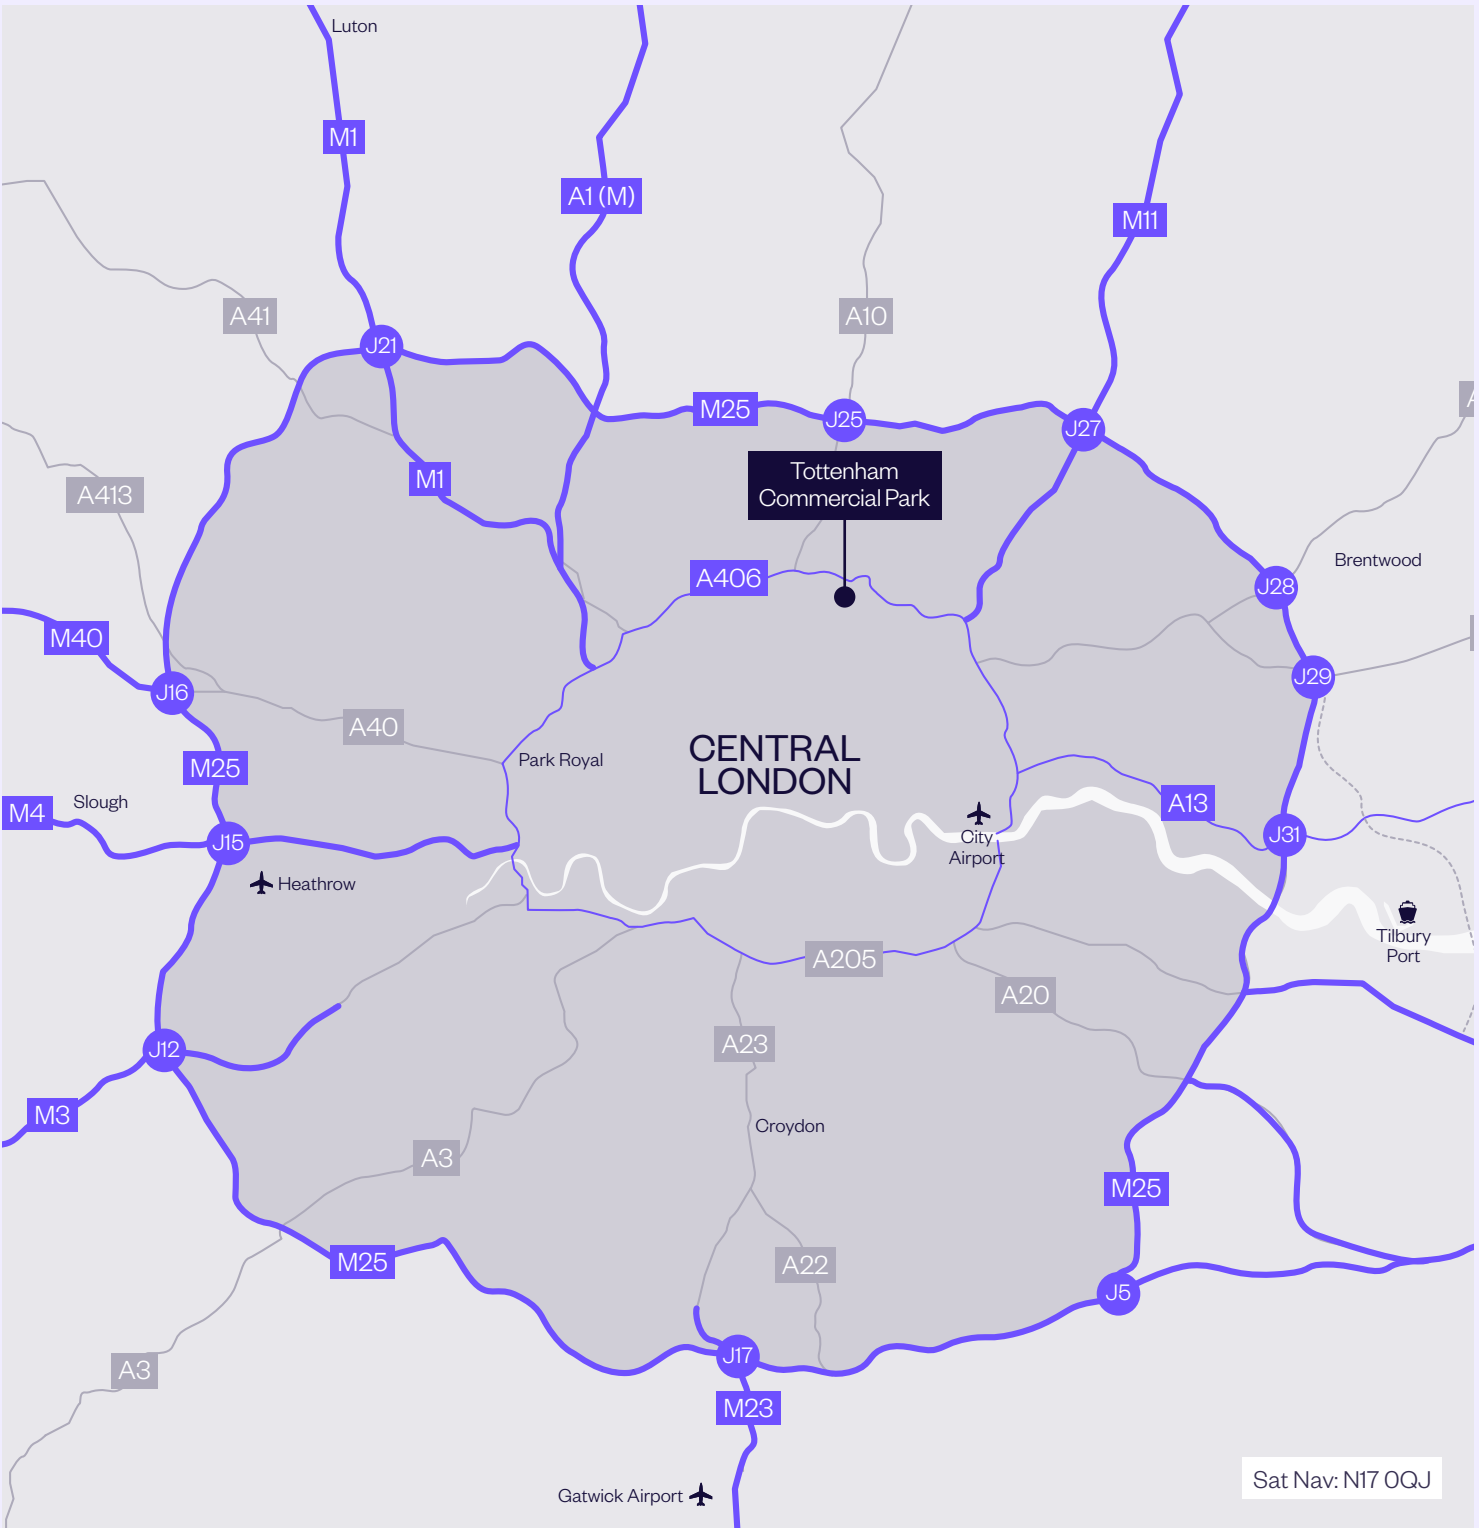 Luton
M1
A1 (M)
M11
A41
A10
J21
M25
J25
J27
A
A413
M1
Tottenham
Commercial Park
A406
J28
Brentwood
M40
J16
J29
A40
CENTRAL
LONDON
Park Royal
M25
M4
Slough
A13
J15
City
Airport
J31
Heathrow
Tilbury
Port
A205
A20
J12
A23
M3
Croydon
A3
M25
M25
A22
J5
J17
A3
M23
Sat Nav: N17 0QJ
Gatwick Airport